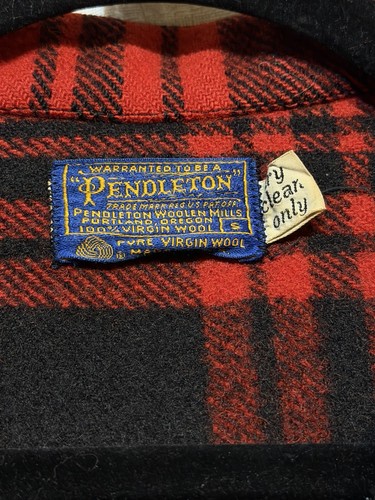 WARRANTED TO BE A
"PENDLETON"
TRADE MARK REG. U.S. PAT. OFF.
PENDLETON WOOLEN MILLS
PORTLAND, OREGON
100% VIRGIN WOOL S
PURE VIRGIN WOOL
ry
clean
only